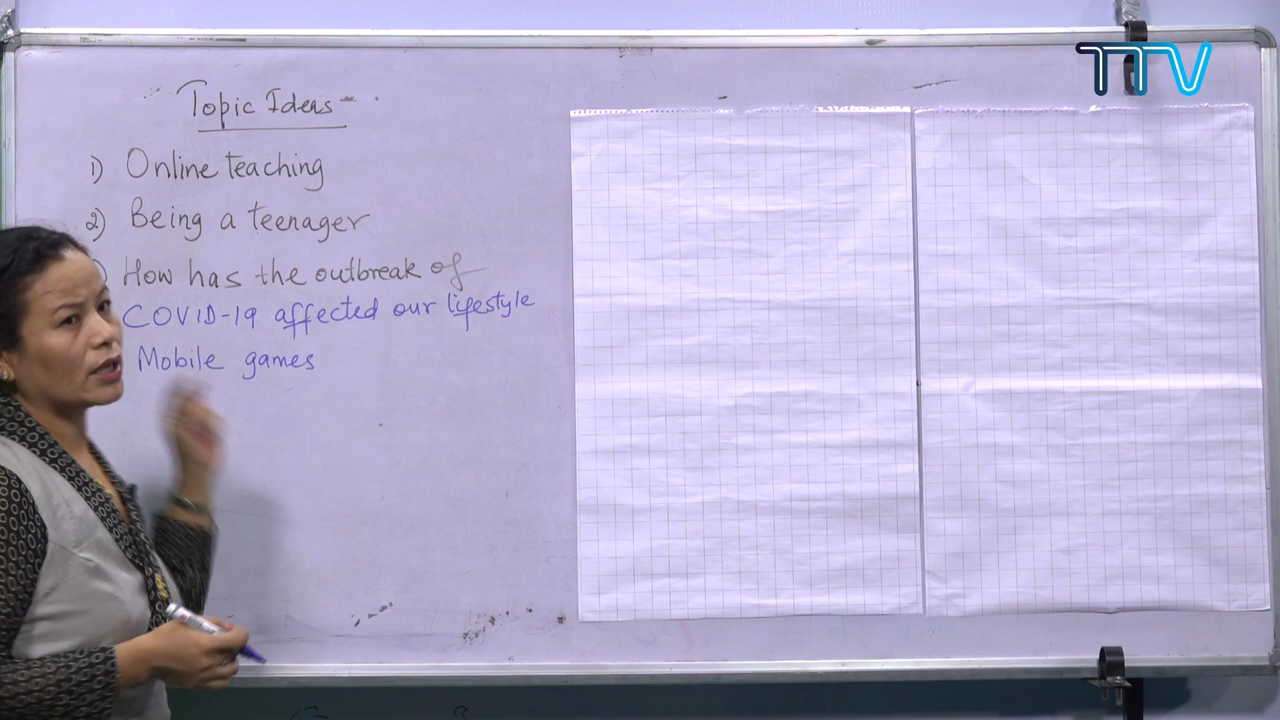 TTV
Topic Ideas
1) Online teaching
2) Being a teenager
) How has the outbreak of
COVID-19 affected our lifestyle
Mobile games